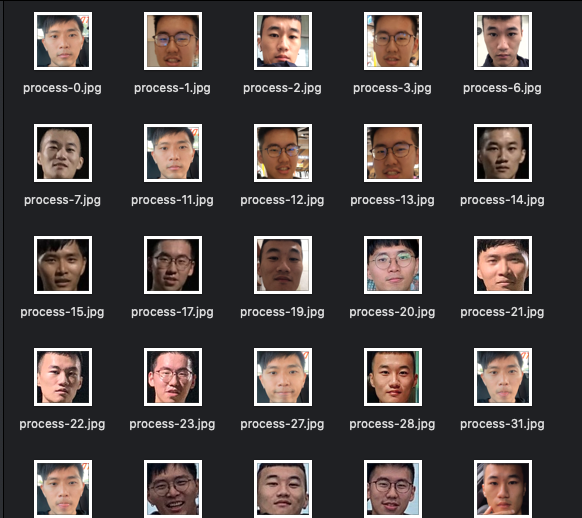 process-0.jpg process-1.jpg process-2.jpg process-3.jpg process-6.jpg
process-7.jpg process-11.jpg process-12.jpg process-13.jpg process-14.jpg
process-15.jpg process-17.jpg process-19.jpg process-20.jpg process-21.jpg
process-22.jpg process-23.jpg process-27.jpg process-28.jpg process-31.jpg